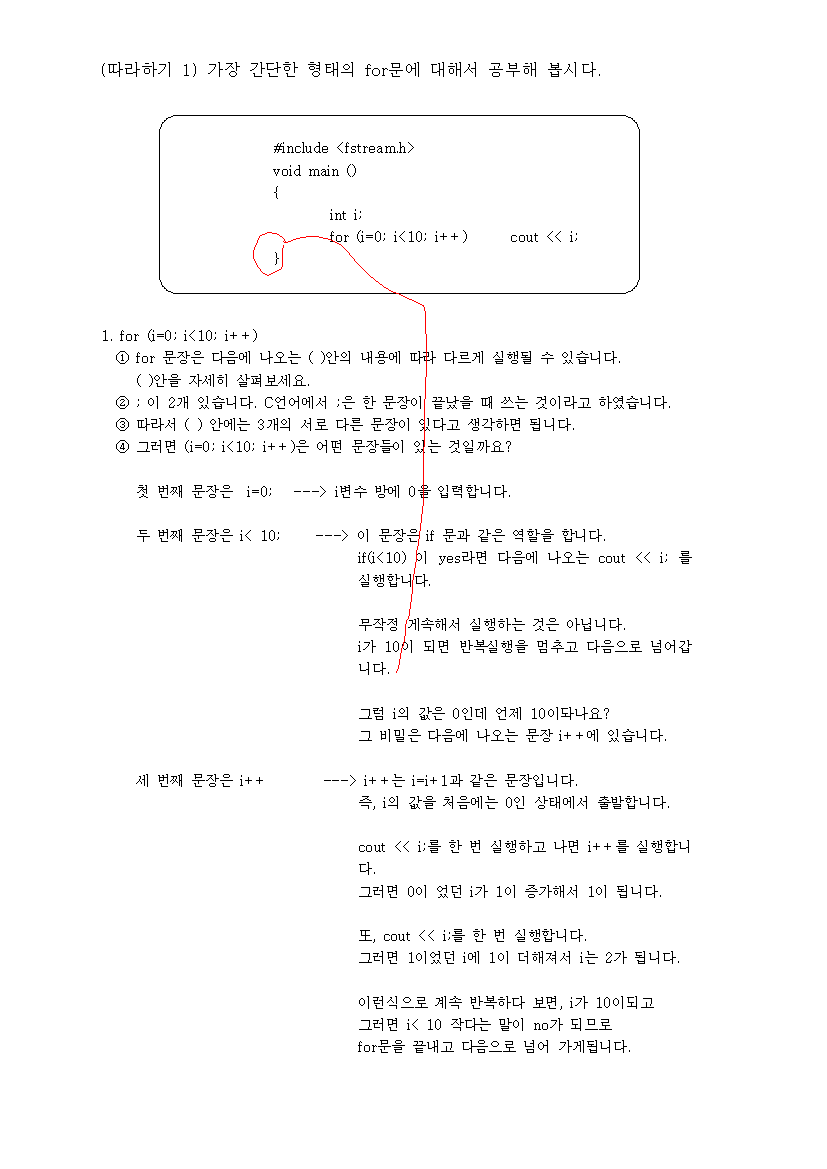 (따라하기 1) 가장 간단한 형태의 for문에 대해서 공부해 봅시다.
#include <fstream.h>
void main ()
{
int i;
for (i=0; i<10; i++) cout << i;
}
1. for (i=0; i<10; i++)
① for 문장은 다음에 나오는 ( )안의 내용에 따라 다르게 실행될 수 있습니다.
( )안을 자세히 살펴보세요.
② ; 이 2개 있습니다. C언어에서 ;은 한 문장이 끝났을 때 쓰는 것이라고 하였습니다.
③ 따라서 ( ) 안에는 3개의 서로 다른 문장이 있다고 생각하면 됩니다.
④ 그러면 (i=0; i<10; i++)은 어떤 문장들이 있는 것일까요?
첫 번째 문장은 i=0; ---> i변수 방에 0을 입력합니다.
두 번째 문장은 i< 10; ---> 이 문장은 if 문과 같은 역할을 합니다.
if(i<10) 이 yes라면 다음에 나오는 cout << i; 를
실행합니다.
무작정 게속해서 실행하는 것은 아닙니다.
i가 10이 되면 반복실행을 멈추고 다음으로 넘어갑
니다.
그럼 i의 값은 0인데 언제 10이돠나요?
그 비밀은 다음에 나오는 문장 i++에 있습니다.
세 번째 문장은 i++ ---> i++는 i=i+1과 같은 문장입니다.
즉, i의 값을 처음에는 0인 상태에서 출발합니다.
cout << i;를 한 번 실행하고 나면 i++를 실행합니
다.
그러면 0이 었던 i가 1이 증가해서 1이 됩니다.
또, cout << i;를 한 번 실행합니다.
그러면 1이었던 i에 1이 더해져서 i는 2가 됩니다.
이런식으로 계속 반복하다 보면, i가 10이되고
그러면 i< 10 작다는 말이 no가 되므로
for문을 끝내고 다음으로 넘어 가게됩니다.